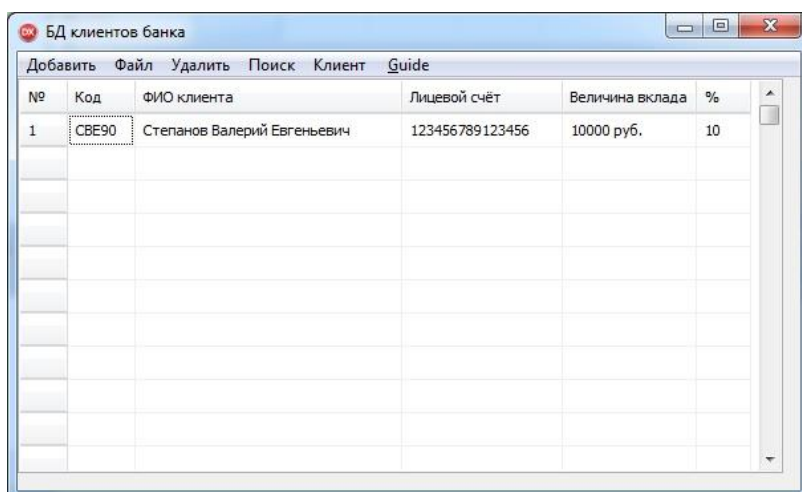 БД клиентов банка
Добавить Файл Удалить Поиск Клиент Guide
№ Код ФИО клиента Лицевой счёт Величина вклада %
1 СВЕ90 Степанов Валерий Евгеньевич 123456789123456 10000 руб. 10